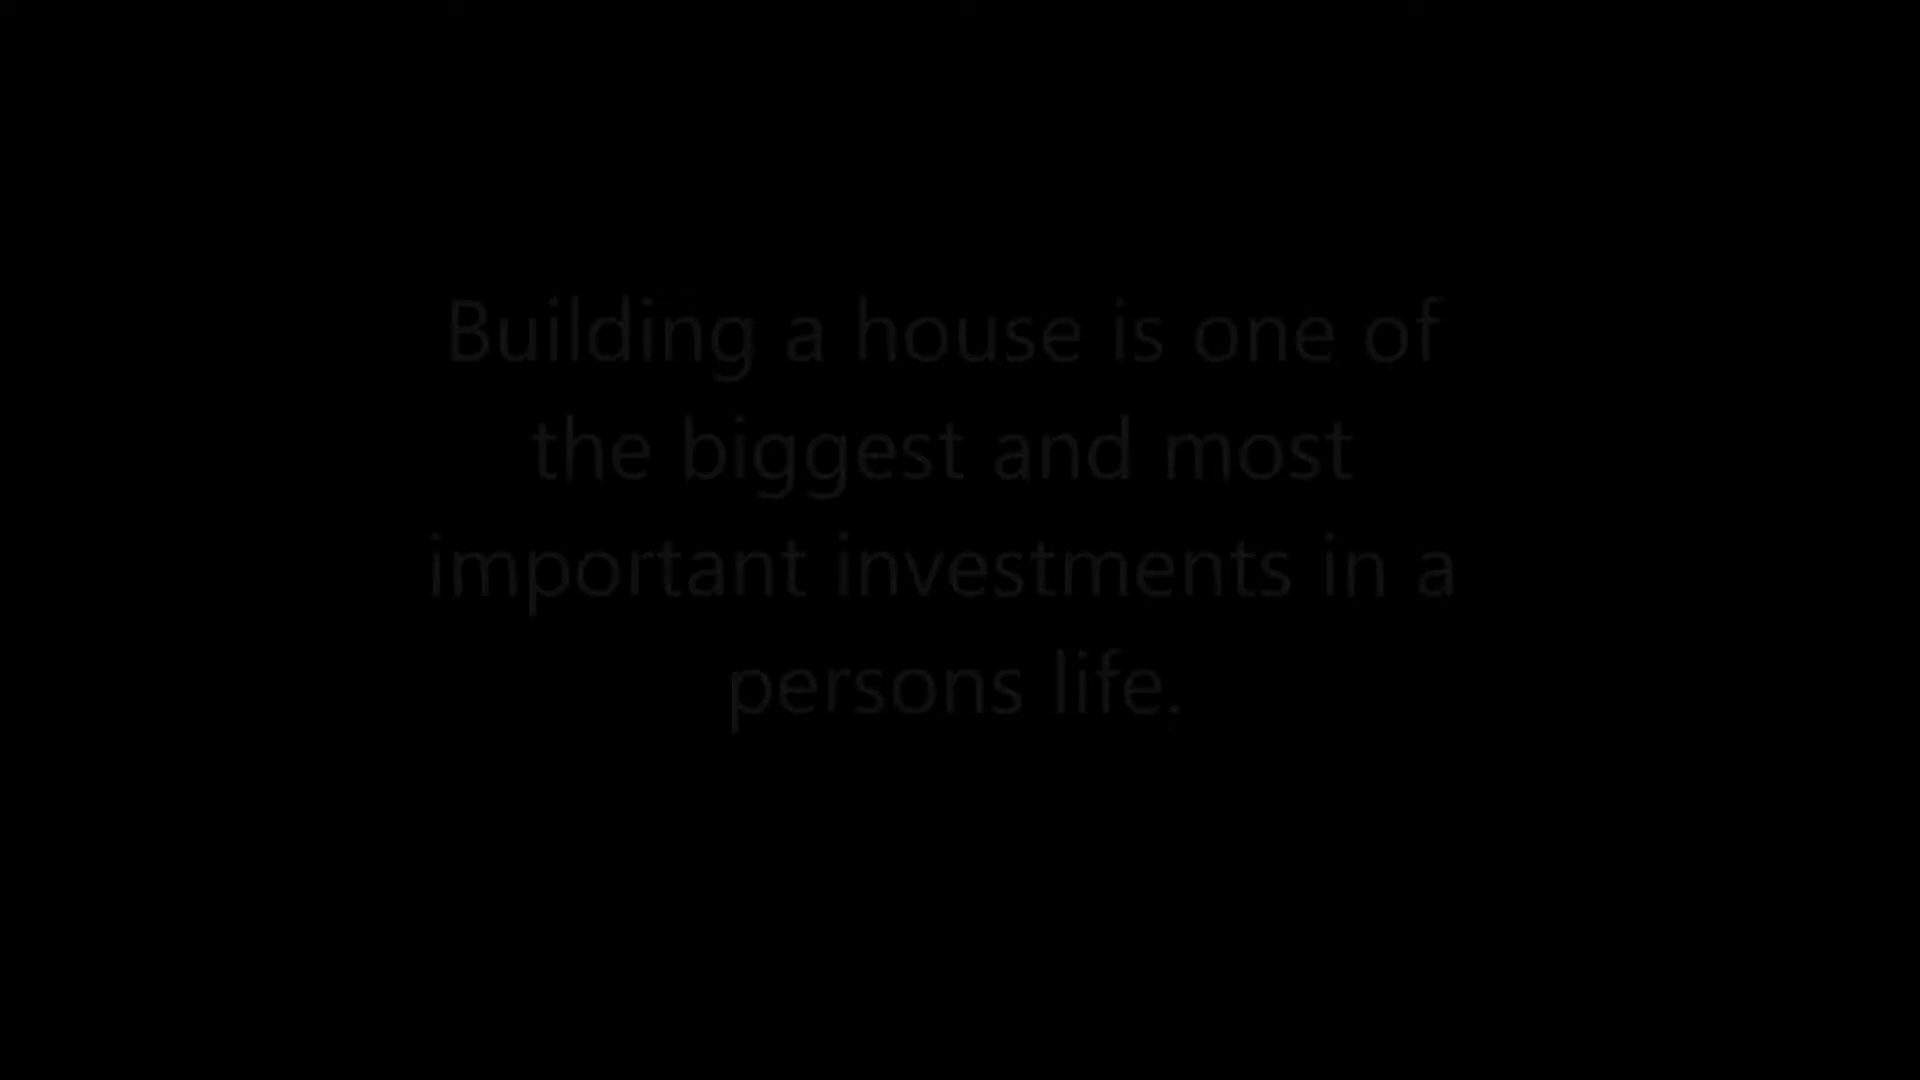 Building a house is one of
the biggest and most
important investments in a
persons life.